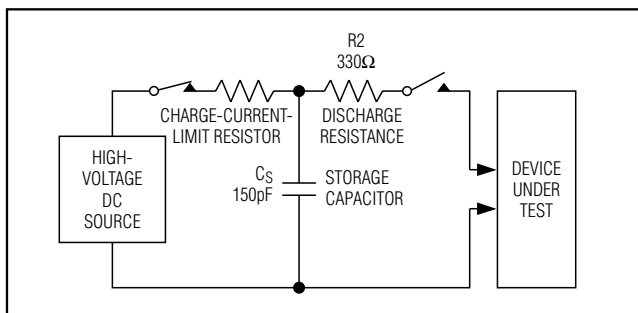 R2
330Ω
CHARGE-CURRENT-
LIMIT RESISTOR
DISCHARGE
RESISTANCE
HIGH-
VOLTAGE
DC
SOURCE
CS
150pF
STORAGE
CAPACITOR
DEVICE
UNDER
TEST